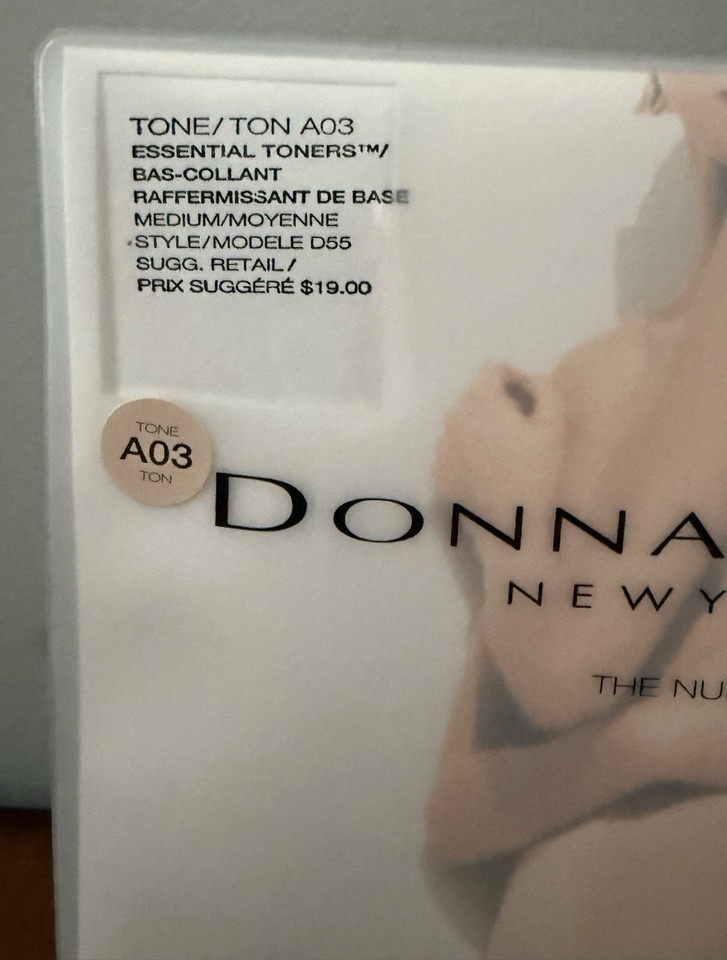 TONE/TON A03
ESSENTIAL TONERS™/
BAS-COLLANT
RAFFERMISSANT DE BASE
MEDIUM/MOYENNE
STYLE/MODELE D55
SUGG. RETAIL/
PRIX SUGGÉRÉ $19.00
TONE
A03
TON
DONNA
NEW Y
THE NU